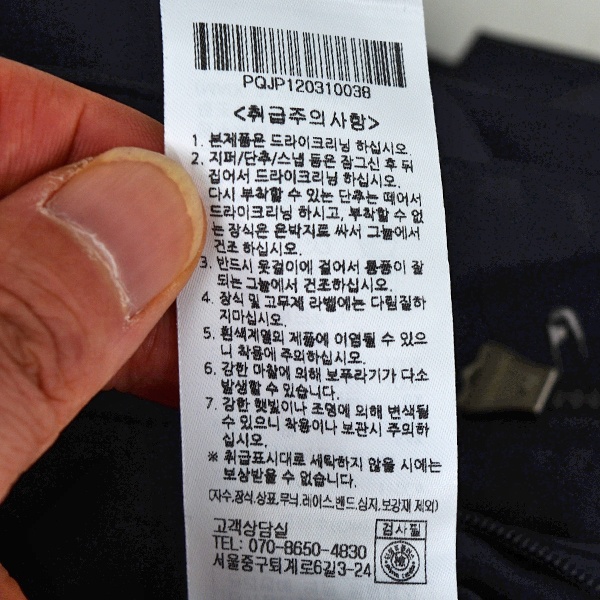 PQJP120310038
<취급주의사항>
1. 본제품은 드라이크리닝 하십시오.
2. 지퍼/단추/스냅 등은 잠그신 후 뒤
집어서 드라이크리닝 하십시오.
다시 부착할 수 있는 단추는 떼어서
드라이크리닝 하시고, 부착할 수 없
는 장식은 은박지로 싸서 그늘에서
건조 하십시오.
3. 반드시 옷걸이에 걸어서 통풍이 잘
되는 그늘에서 건조하십시오.
4. 장식 및 고무제 라벨에는 다림질하
지마십시오.
5. 흰색계열의 제품에 이염될 수 있으
니 착용에 주의하십시오.
6. 강한 마찰에 의해 보푸라기가 다소
발생할 수 있습니다.
7. 강한 햇빛이나 조명에 의해 변색될
수 있으니 착용이나 보관시 주의하
십시오.
※ 취급표시대로 세탁하지 않을 시에는
보상받을 수 없습니다.
(자수,장식,상표,무늬,레이스,밴드,심지,보강재 제외)
고객상담실
검사필
TEL: 070-8650-4830
서울중구퇴계로6길3-24